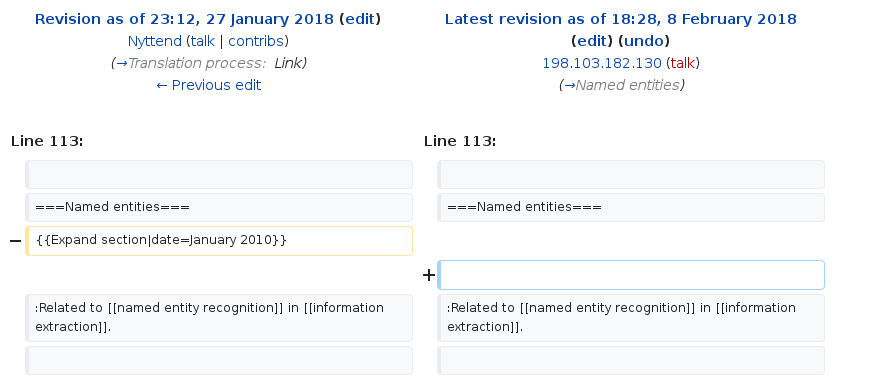 Revision as of 23:12, 27 January 2018 (edit)
Nyttend (talk | contribs)
(→Translation process: Link)
← Previous edit
Latest revision as of 18:28, 8 February 2018
(edit) (undo)
198.103.182.130 (talk)
(→Named entities)
Line 113:
Line 113:
===Named entities===
===Named entities===
− {{Expand section|date=January 2010}}
+
:Related to [[named entity recognition]] in [[information
extraction]].
:Related to [[named entity recognition]] in [[information
extraction]].